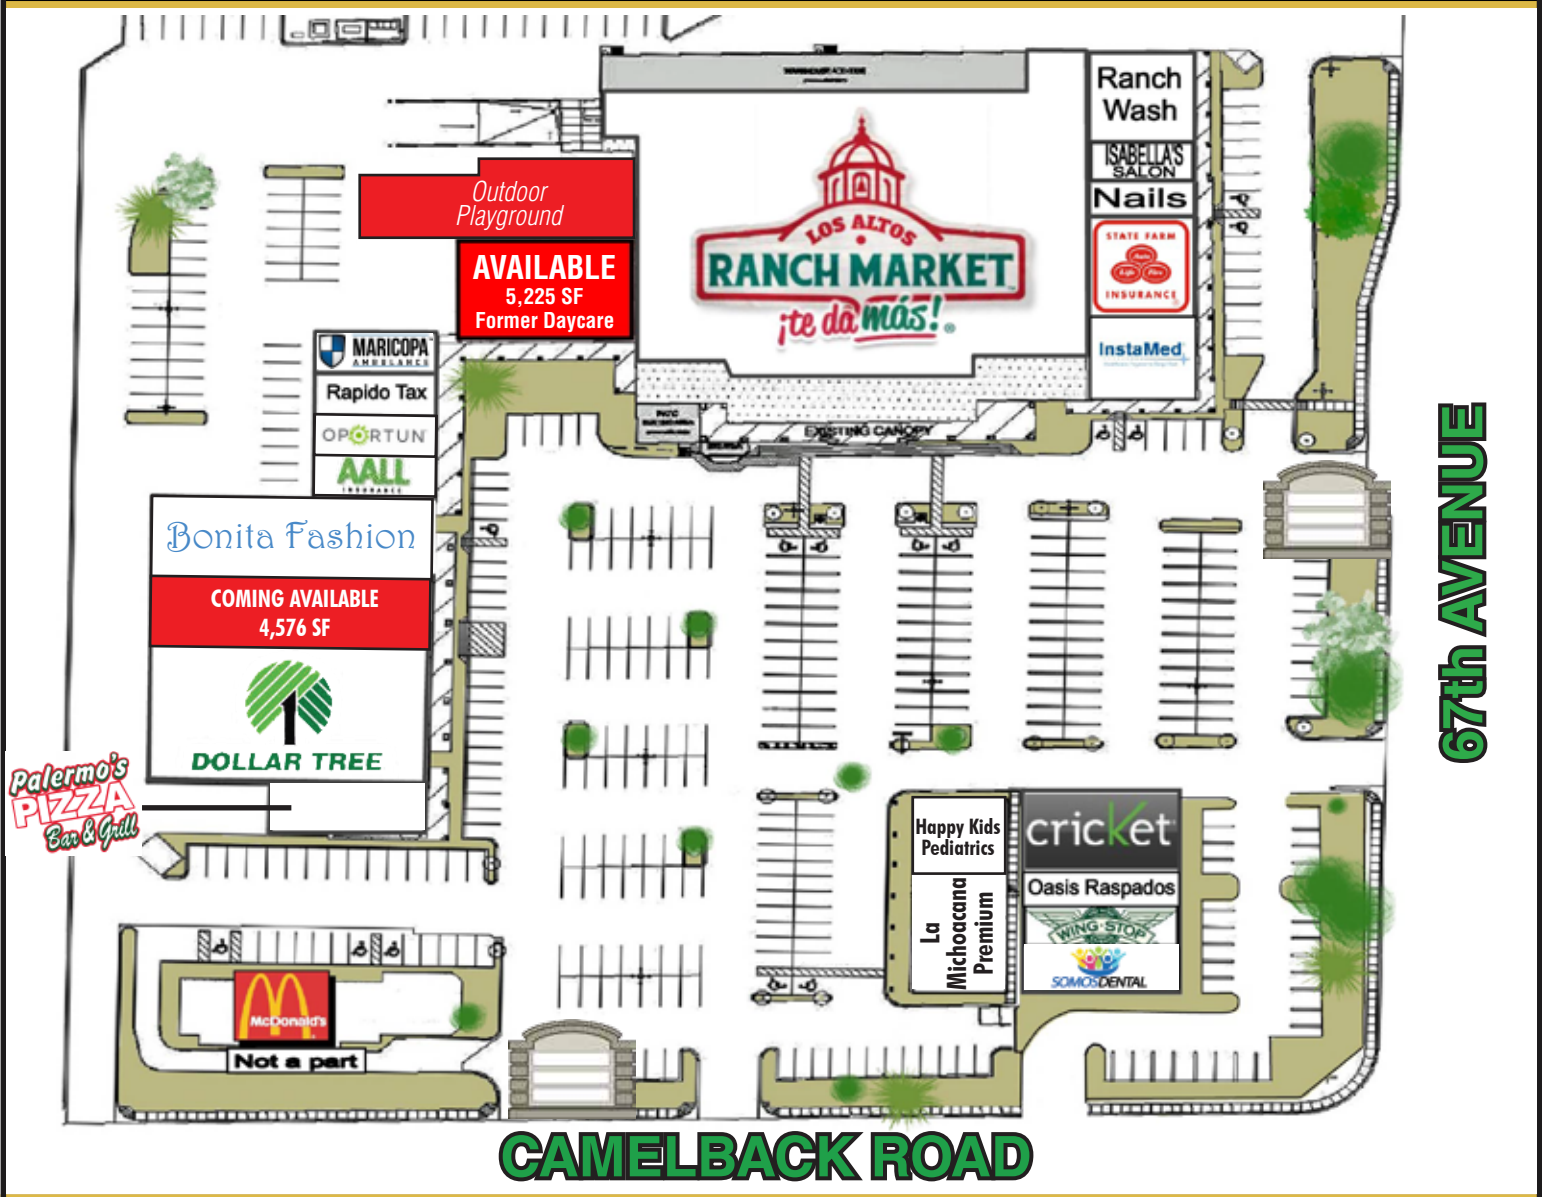 Ranch
Wash
ISABELLA'S
SALON
Nails
STATE FARM
Auto
Life
Fire
INSURANCE
InstaMed
Outdoor
Playground
AVAILABLE
5,225 SF
Former Daycare
LOS ALTOS
RANCH MARKET
¡te da más!®
EXISTING CANOPY
MARICOPA
AMBULANCE
Rapido Tax
OPORTUN
AALL
INSURANCE
Bonita Fashion
COMING AVAILABLE
4,576 SF
DOLLAR TREE
Palermo's
PIZZA
Bar & Grill
67th AVENUE
Happy Kids
Pediatrics
La
Michoacana
Premium
cricket
Oasis Raspados
WING·STOP
SOMOSDENTAL
McDonald's
Not a part
CAMELBACK ROAD